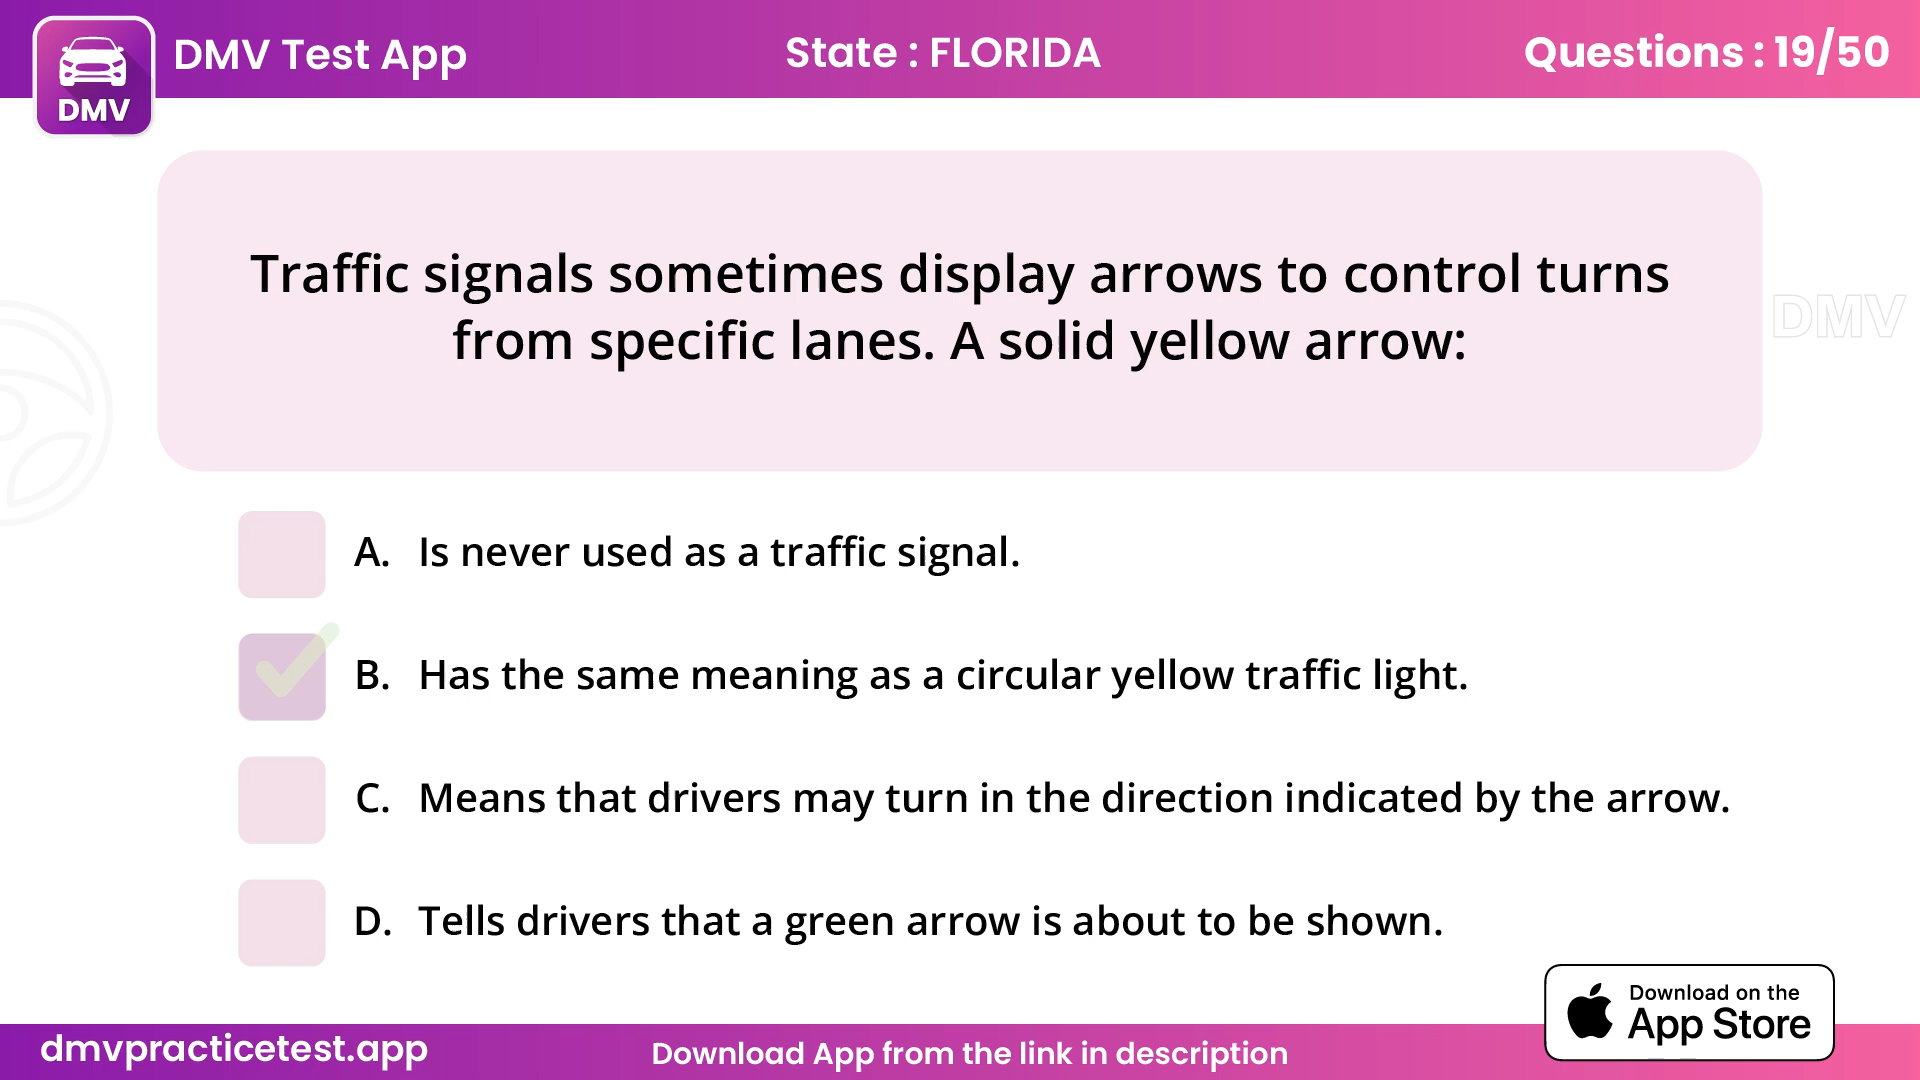 DMV
DMV Test App
State : FLORIDA
Questions : 19/50
Traffic signals sometimes display arrows to control turns
from specific lanes. A solid yellow arrow:
DMV
A. Is never used as a traffic signal.
B. Has the same meaning as a circular yellow traffic light.
C. Means that drivers may turn in the direction indicated by the arrow.
D. Tells drivers that a green arrow is about to be shown.
Download on the
App Store
dmvpracticetest.app
Download App from the link in description